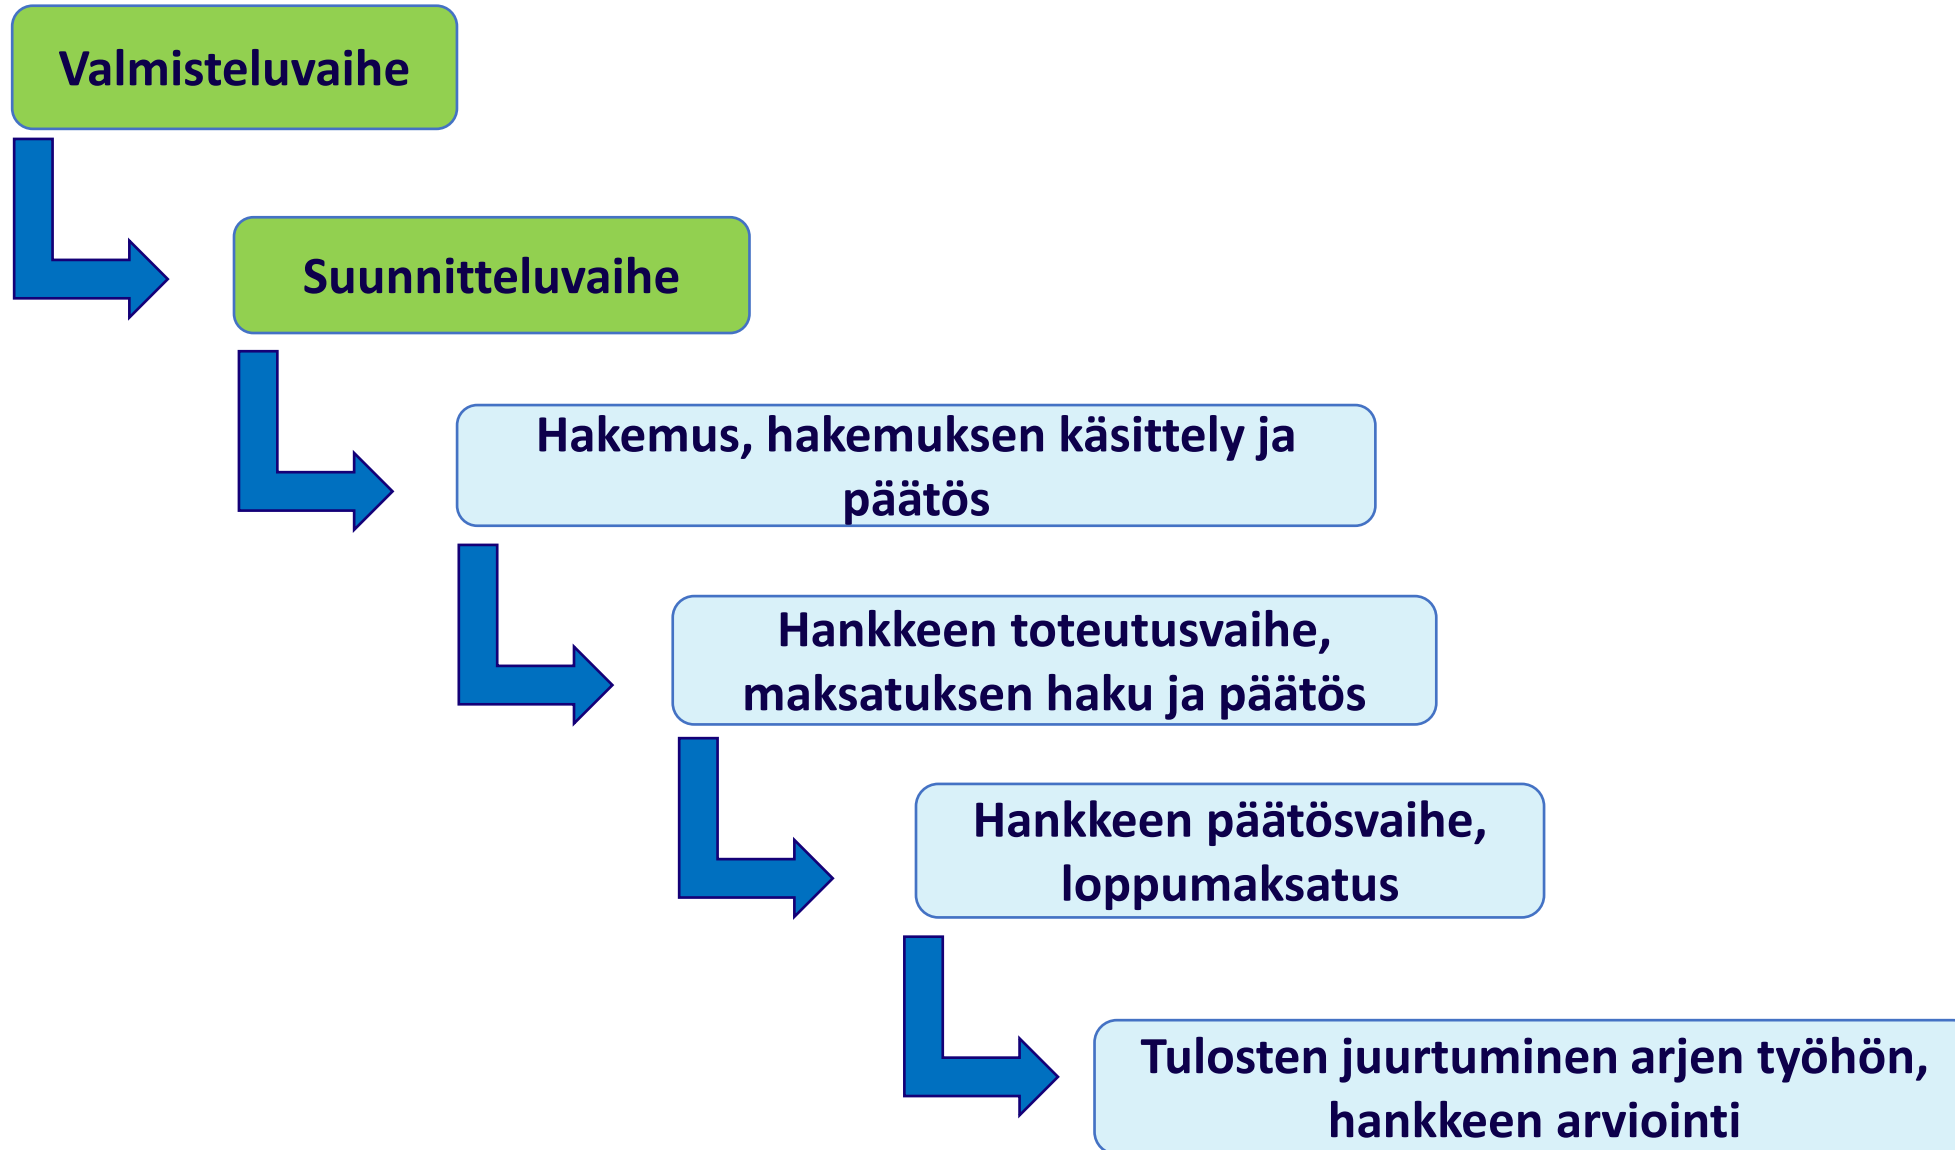 Valmisteluvaihe
Suunnitteluvaihe
Hakemus, hakemuksen käsittely ja
päätös
Hankkeen toteutusvaihe,
maksatuksen haku ja päätös
Hankkeen päätösvaihe,
loppumaksatus
Tulosten juurtuminen arjen työhön,
hankkeen arviointi